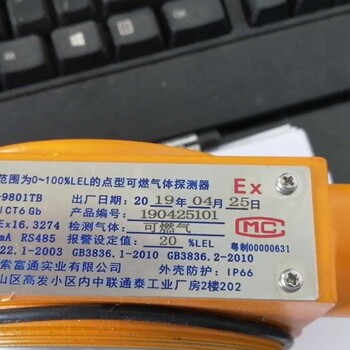 范围为0~100%LEL的点型可燃气体探测器
-9801TB 出厂日期: 2019年04月25日
CT6 Gb 产品编号: 190425101
Ex16.3274 检测气体: 可燃气
mA RS485 报警设定值: 20 %LEL
22.1-2003 GB3836.1-2010 GB3836.2-2010
索富通实业有限公司 外壳防护: IP66
山区高发小区内中联通泰工业厂房2楼202
Ex
MC
粤制00000631